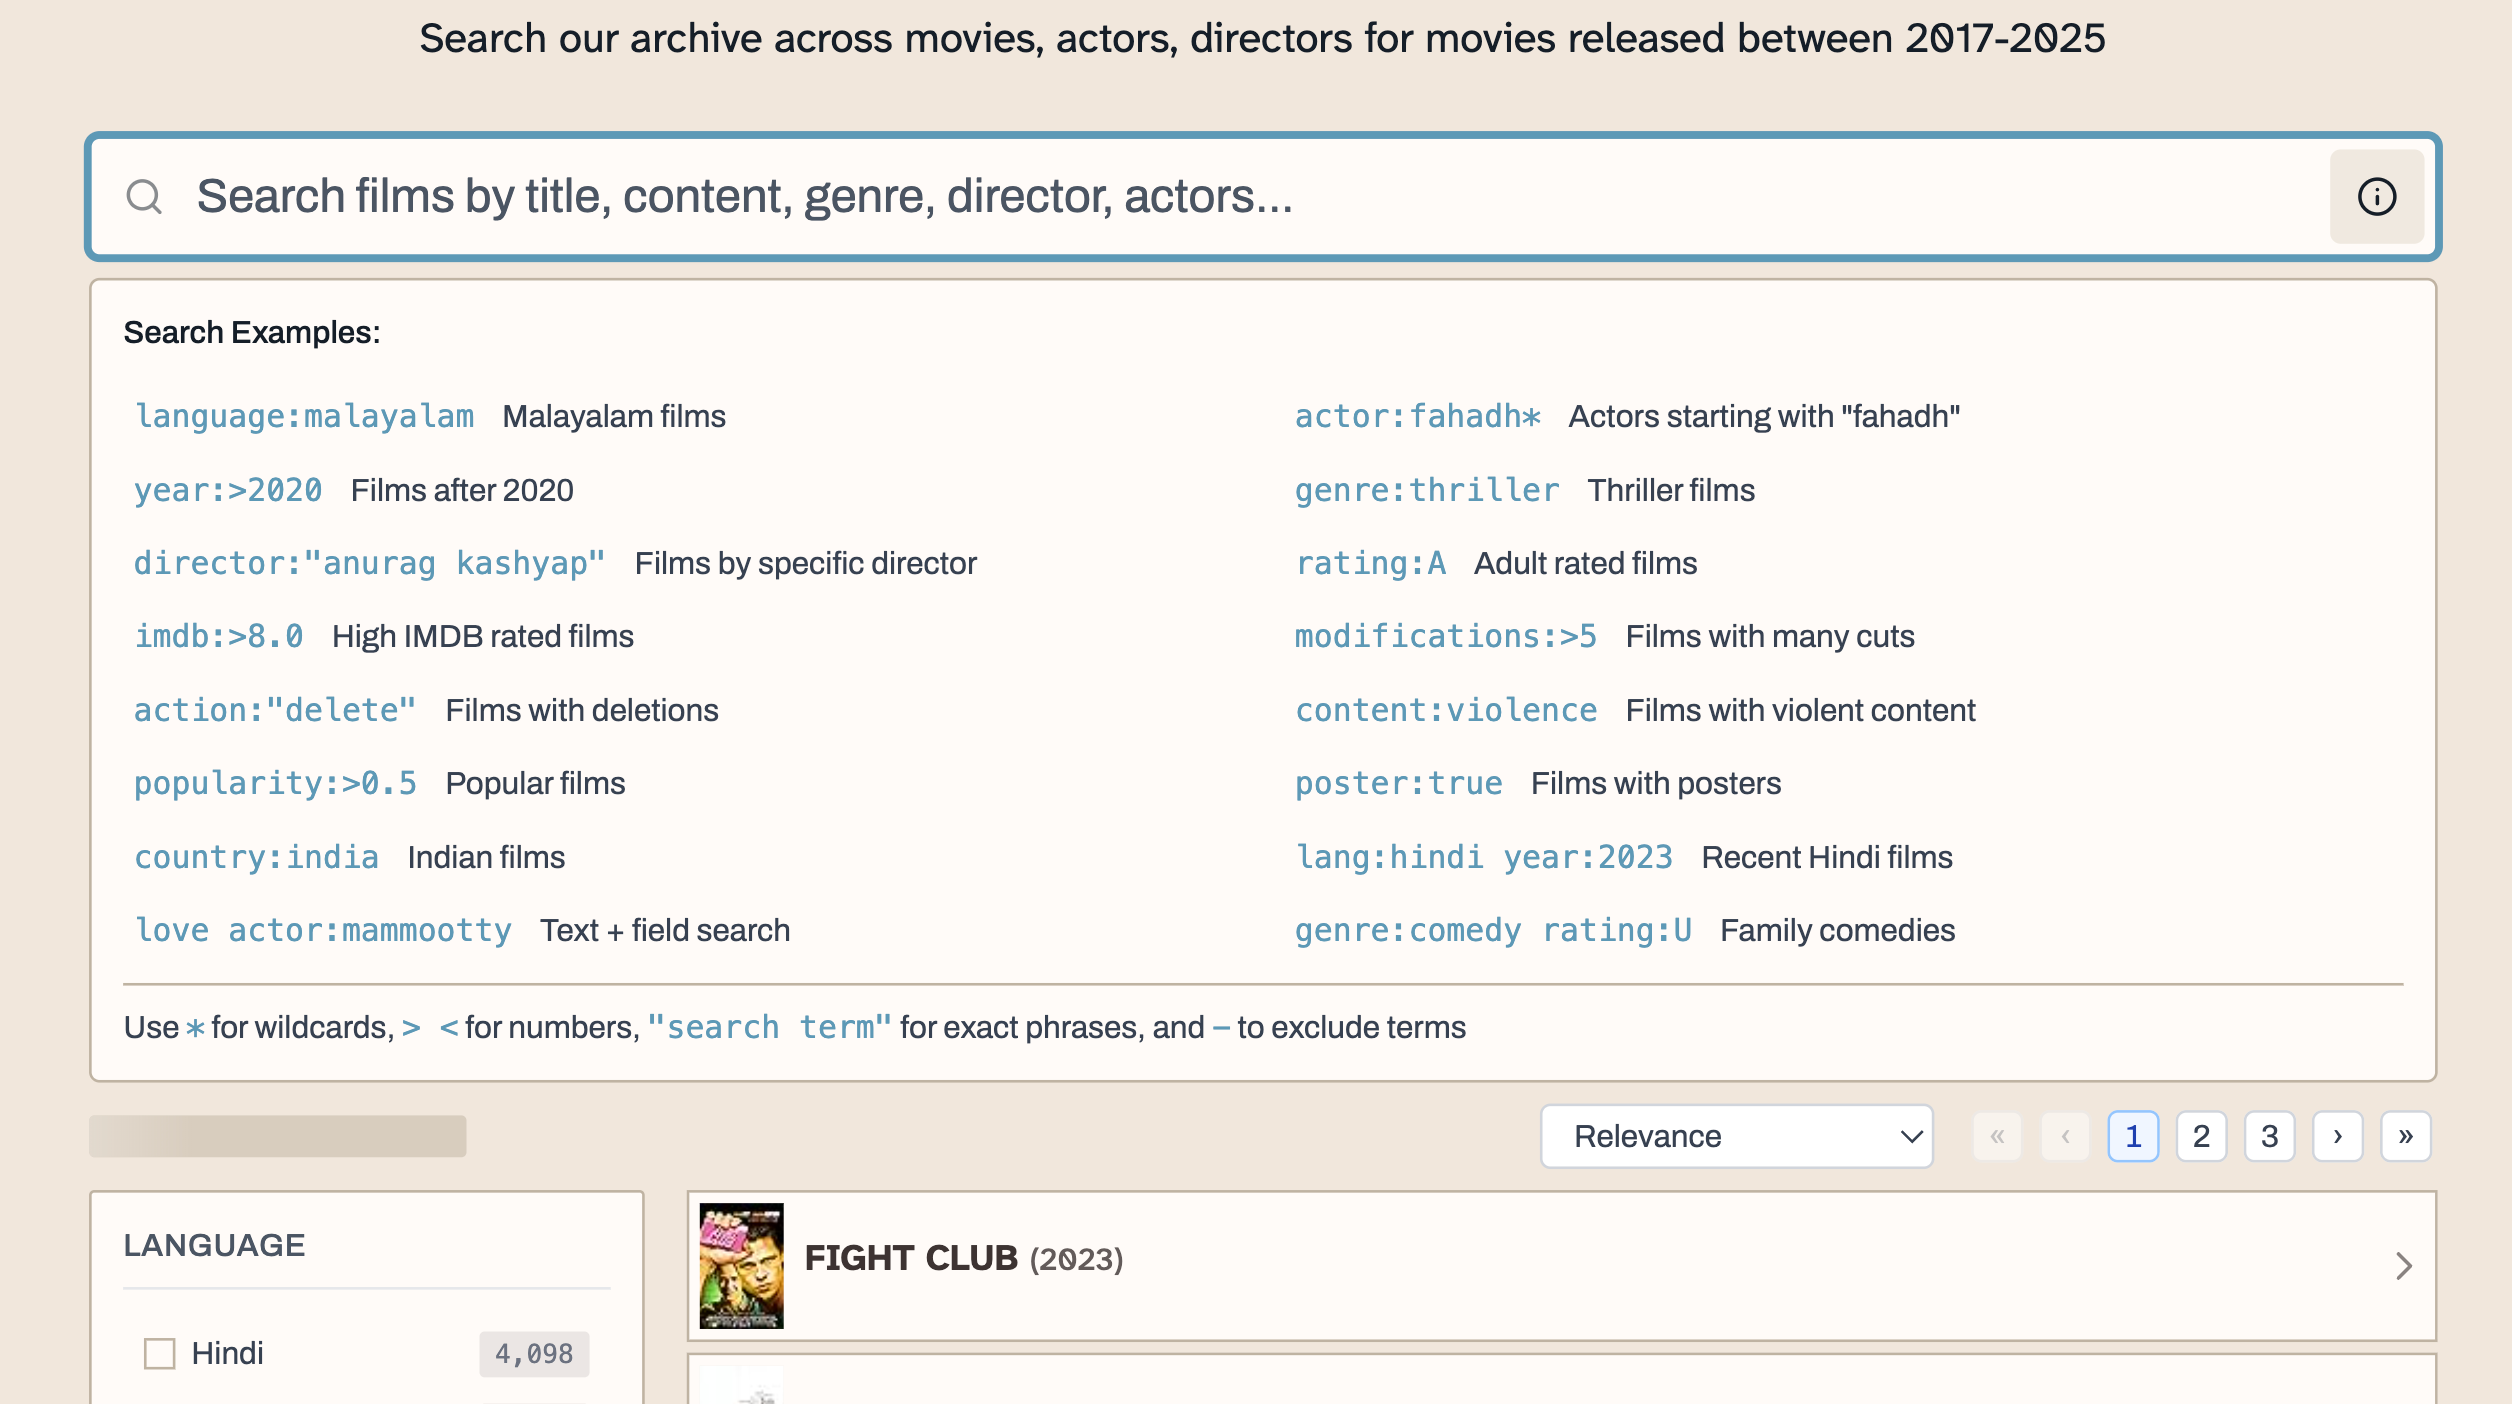 Search our archive across movies, actors, directors for movies released between 2017-2025
Search films by title, content, genre, director, actors...
Search Examples:
language:malayalam Malayalam films
actor:fahadh* Actors starting with "fahadh"
year:>2020 Films after 2020
genre:thriller Thriller films
director:"anurag kashyap" Films by specific director
rating:A Adult rated films
imdb:>8.0 High IMDB rated films
modifications:>5 Films with many cuts
action:"delete" Films with deletions
content:violence Films with violent content
popularity:>0.5 Popular films
poster:true Films with posters
country:india Indian films
lang:hindi year:2023 Recent Hindi films
love actor:mammootty Text + field search
genre:comedy rating:U Family comedies
Use * for wildcards, > < for numbers, "search term" for exact phrases, and - to exclude terms
Relevance
« ‹ 1 2 3 › »
LANGUAGE
Hindi 4,098
FIGHT CLUB (2023)